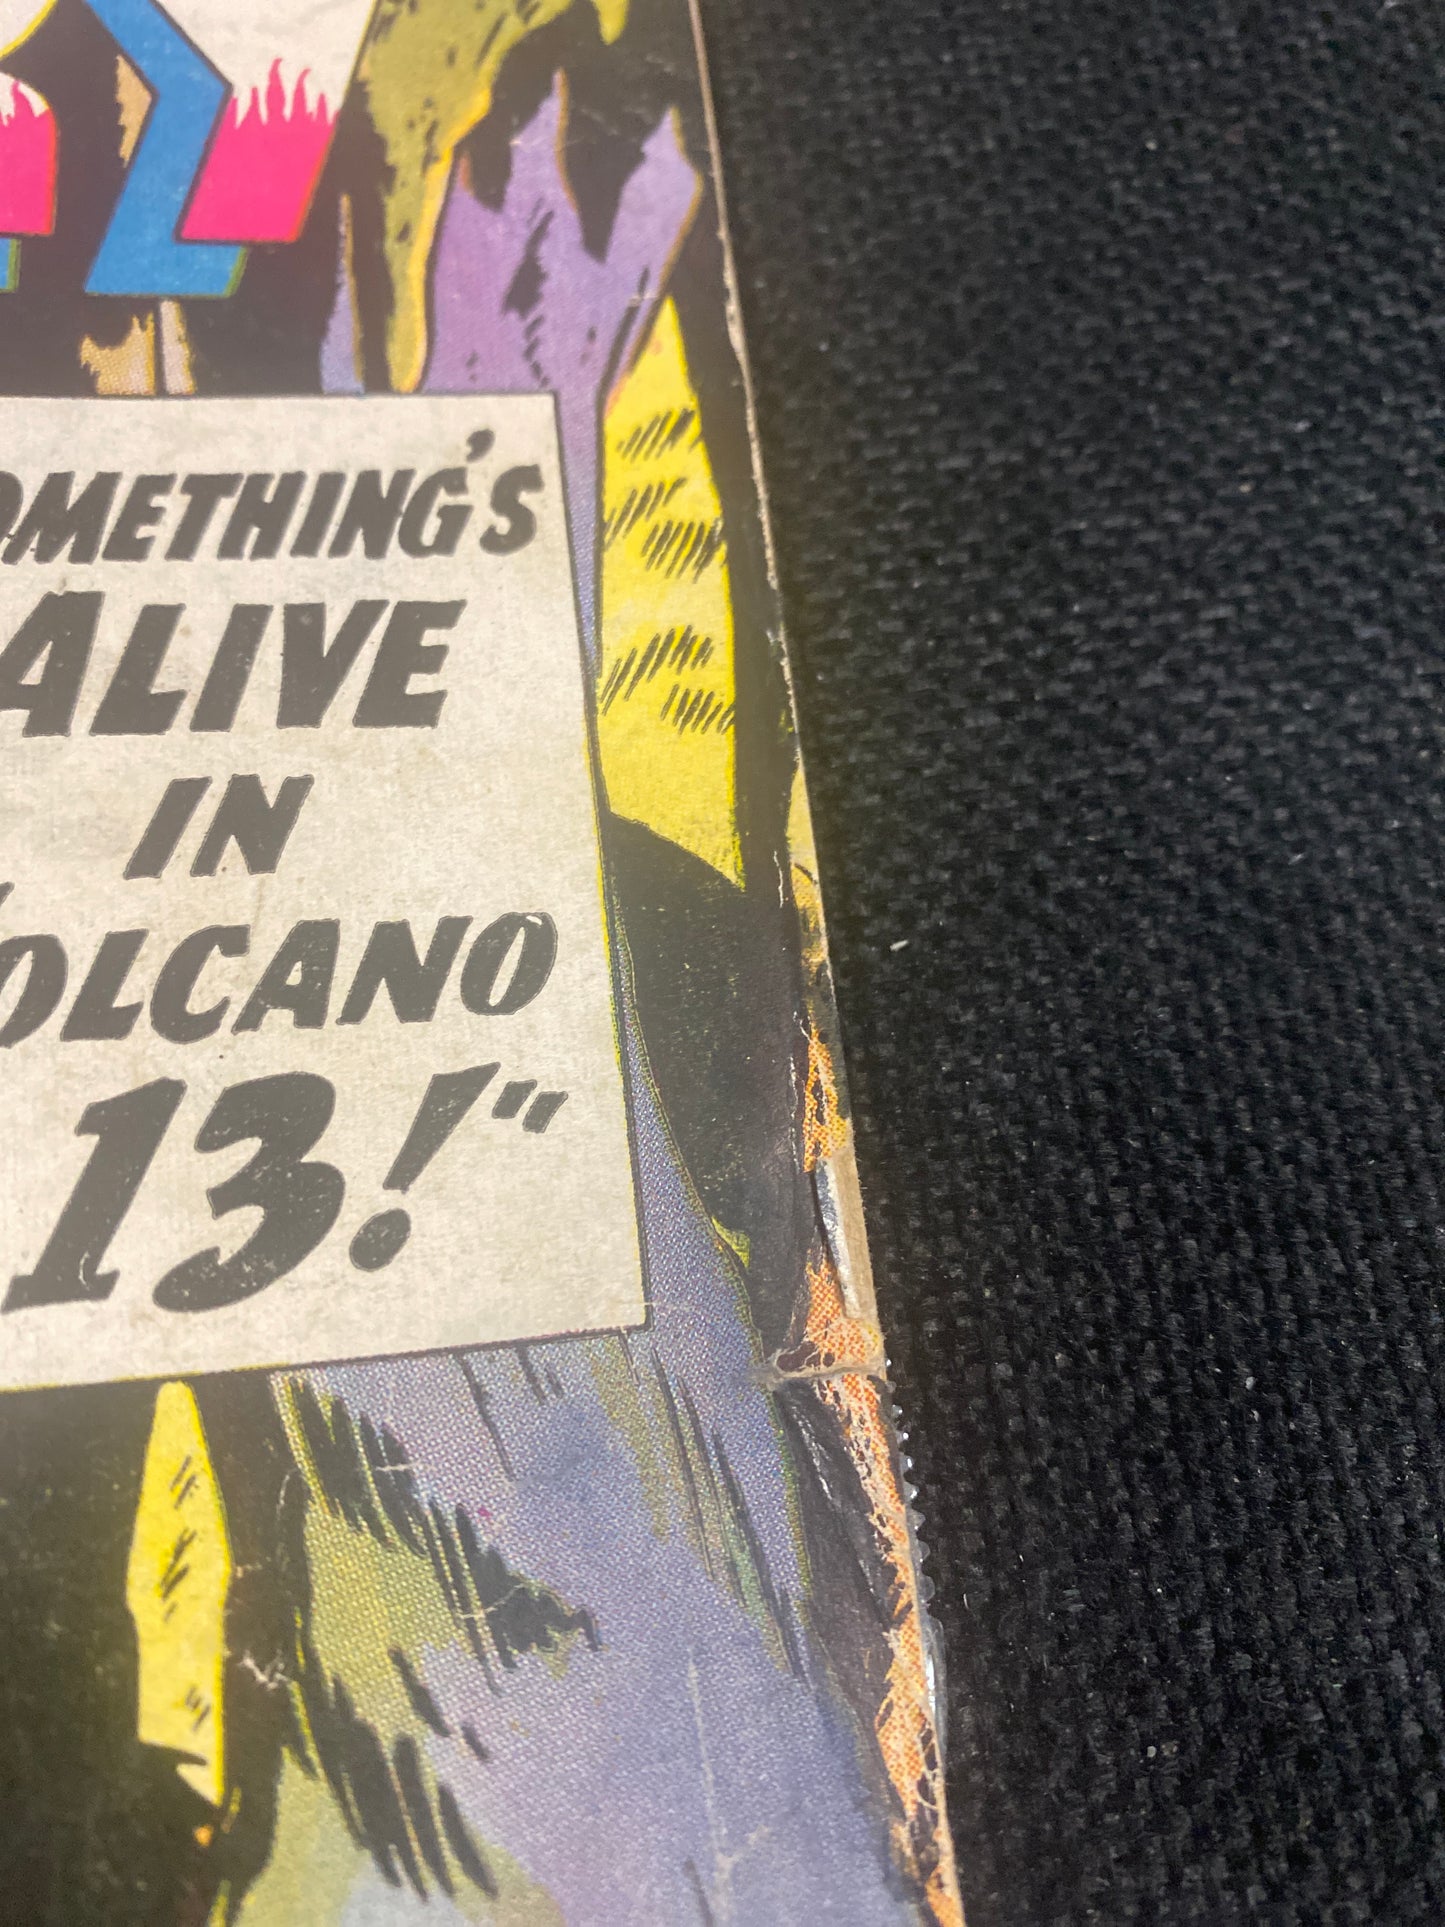 OMETHING'S
ALIVE
IN
OLCANO
13!"